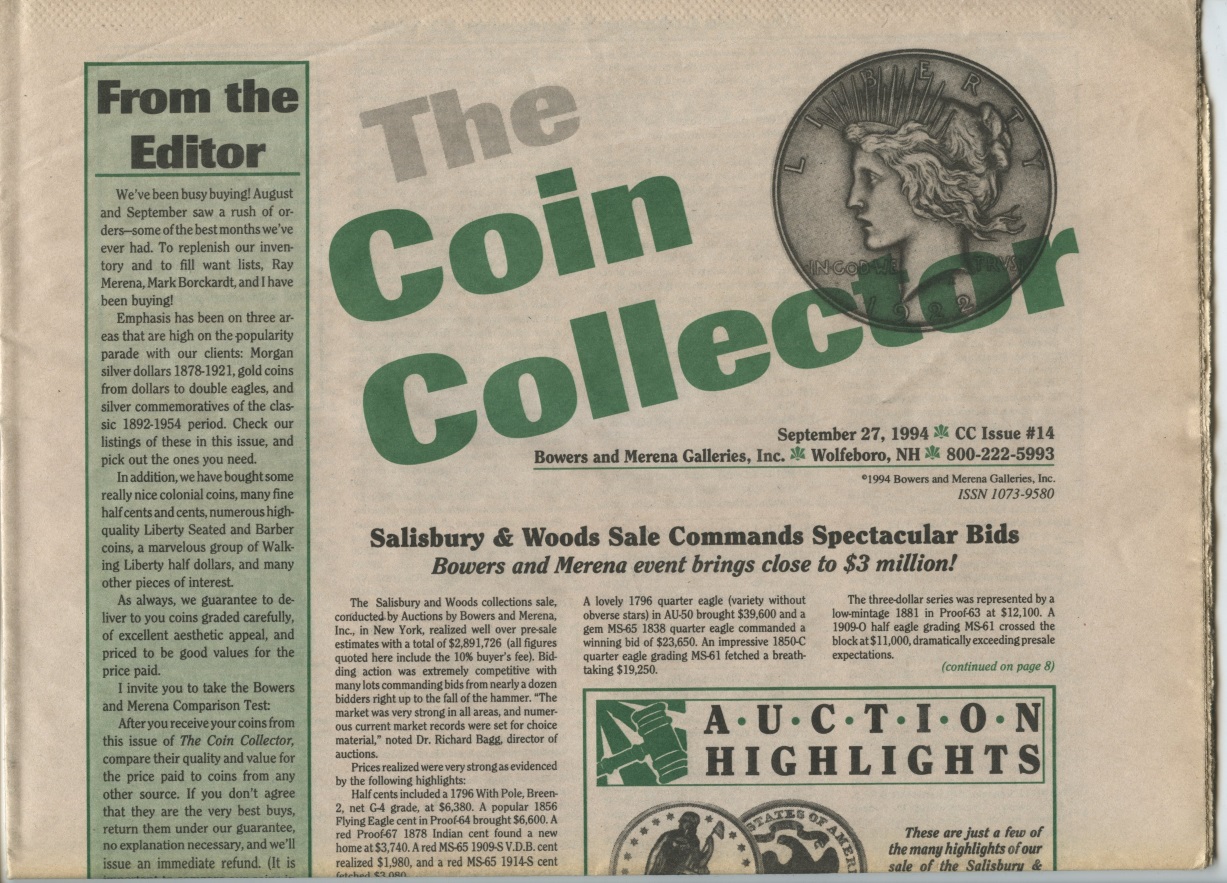 From the
Editor
We've been busy buying! August
and September saw a rush of or-
ders—some of the best months we've
ever had. To replenish our inven-
tory and to fill want lists, Ray
Merena, Mark Borckardt, and I have
been buying!
Emphasis has been on three ar-
eas that are high on the popularity
parade with our clients: Morgan
silver dollars 1878-1921, gold coins
from dollars to double eagles, and
silver commemoratives of the clas-
sic 1892-1954 period. Check our
listings of these in this issue, and
pick out the ones you need.
In addition, we have bought some
really nice colonial coins, many fine
half cents and cents, numerous high-
quality Liberty Seated and Barber
coins, a marvelous group of Walk-
ing Liberty half dollars, and many
other pieces of interest.
As always, we guarantee to de-
liver to you coins graded carefully,
of excellent aesthetic appeal, and
priced to be good values for the
price paid.
I invite you to take the Bowers
and Merena Comparison Test:
After you receive your coins from
this issue of The Coin Collector,
compare their quality and value for
the price paid to coins from any
other source. If you don't agree
that they are the very best buys,
return them under our guarantee,
no explanation necessary, and we'll
issue an immediate refund. (It is
The
Coin
Collector
LIBERTY
IN GOD WE TRVST
1922
September 27, 1994 CC Issue #14
Bowers and Merena Galleries, Inc. Wolfeboro, NH 800-222-5993
©1994 Bowers and Merena Galleries, Inc.
ISSN 1073-9580
Salisbury & Woods Sale Commands Spectacular Bids
Bowers and Merena event brings close to $3 million!
The Salisbury and Woods collections sale,
conducted by Auctions by Bowers and Merena,
Inc., in New York, realized well over pre-sale
estimates with a total of $2,891,726 (all figures
quoted here include the 10% buyer's fee). Bid-
ding action was extremely competitive with
many lots commanding bids from nearly a dozen
bidders right up to the fall of the hammer. "The
market was very strong in all areas, and numer-
ous current market records were set for choice
material," noted Dr. Richard Bagg, director of
auctions.
Prices realized were very strong as evidenced
by the following highlights:
Half cents included a 1796 With Pole, Breen-
2, net G-4 grade, at $6,380. A popular 1856
Flying Eagle cent in Proof-64 brought $6,600. A
red Proof-67 1878 Indian cent found a new
home at $3,740. A red MS-65 1909-S V.D.B. cent
realized $1,980, and a red MS-65 1914-S cent
fetched $3,080.
A lovely 1796 quarter eagle (variety without
obverse stars) in AU-50 brought $39,600 and a
gem MS-65 1838 quarter eagle commanded a
winning bid of $23,650. An impressive 1850-C
quarter eagle grading MS-61 fetched a breath-
taking $19,250.
The three-dollar series was represented by a
low-mintage 1881 in Proof-63 at $12,100. A
1909-O half eagle grading MS-61 crossed the
block at $11,000, dramatically exceeding presale
expectations.
(continued on page 8)
A·U·C·T·I·O·N
HIGHLIGHTS
STATES OF AMER
These are just a few of
the many highlights of our
sale of the Salisbury &